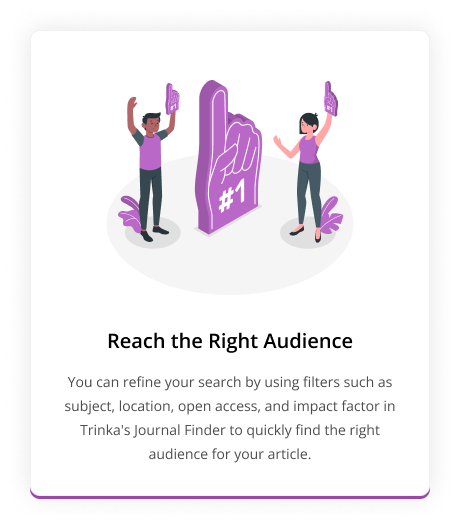 #1
#1
Reach the Right Audience
You can refine your search by using filters such as
subject, location, open access, and impact factor in
Trinka's Journal Finder to quickly find the right
audience for your article.